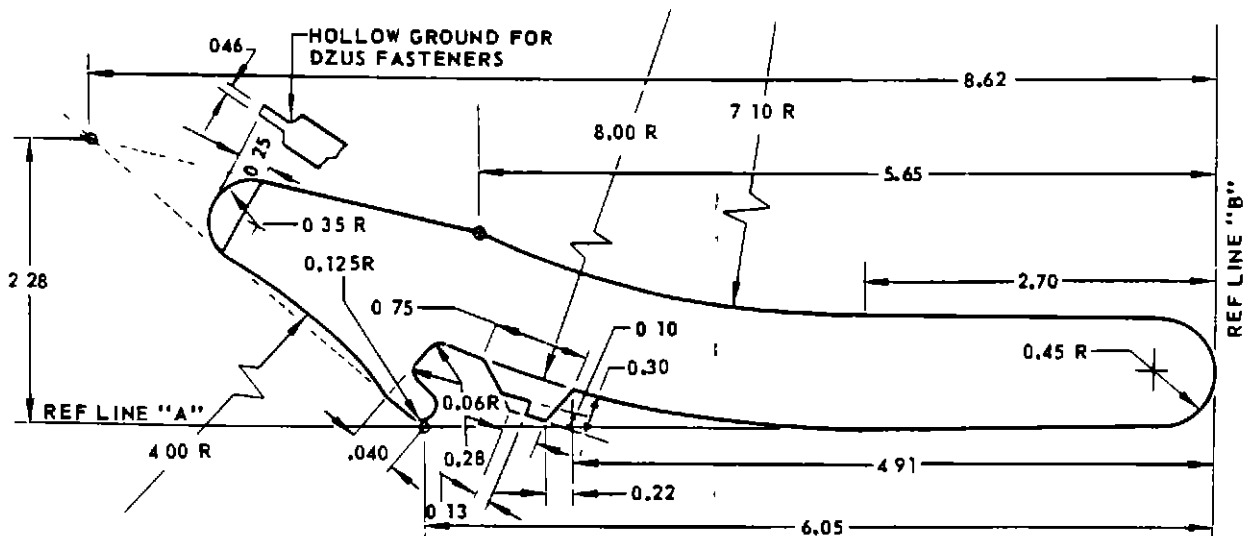 HOLLOW GROUND FOR
DZUS FASTENERS
046
8.62
7 10 R
8.00 R
0 25
5.65
REF LINE "B"
0 35 R
0.125R
2 28
2.70
0 75
0 10
0.30
0.45 R
REF LINE "A"
0.06R
4 00 R
.040
0.28
4 91
0.22
0 13
6.05